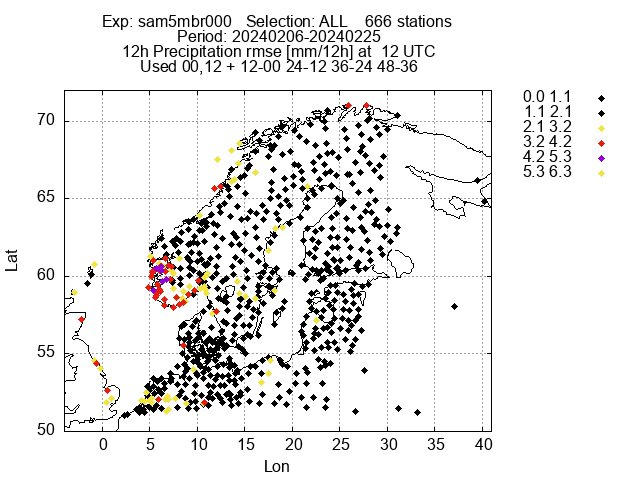 Exp: sam5mbr000 Selection: ALL 666 stations
Period: 20240206-20240225
12h Precipitation rmse [mm/12h] at 12 UTC
Used 00,12 + 12-00 24-12 36-24 48-36
0.0 1.1
1.1 2.1
2.1 3.2
3.2 4.2
4.2 5.3
5.3 6.3
70
65
60
55
50
Lat
0 5 10 15 20 25 30 35 40
Lon